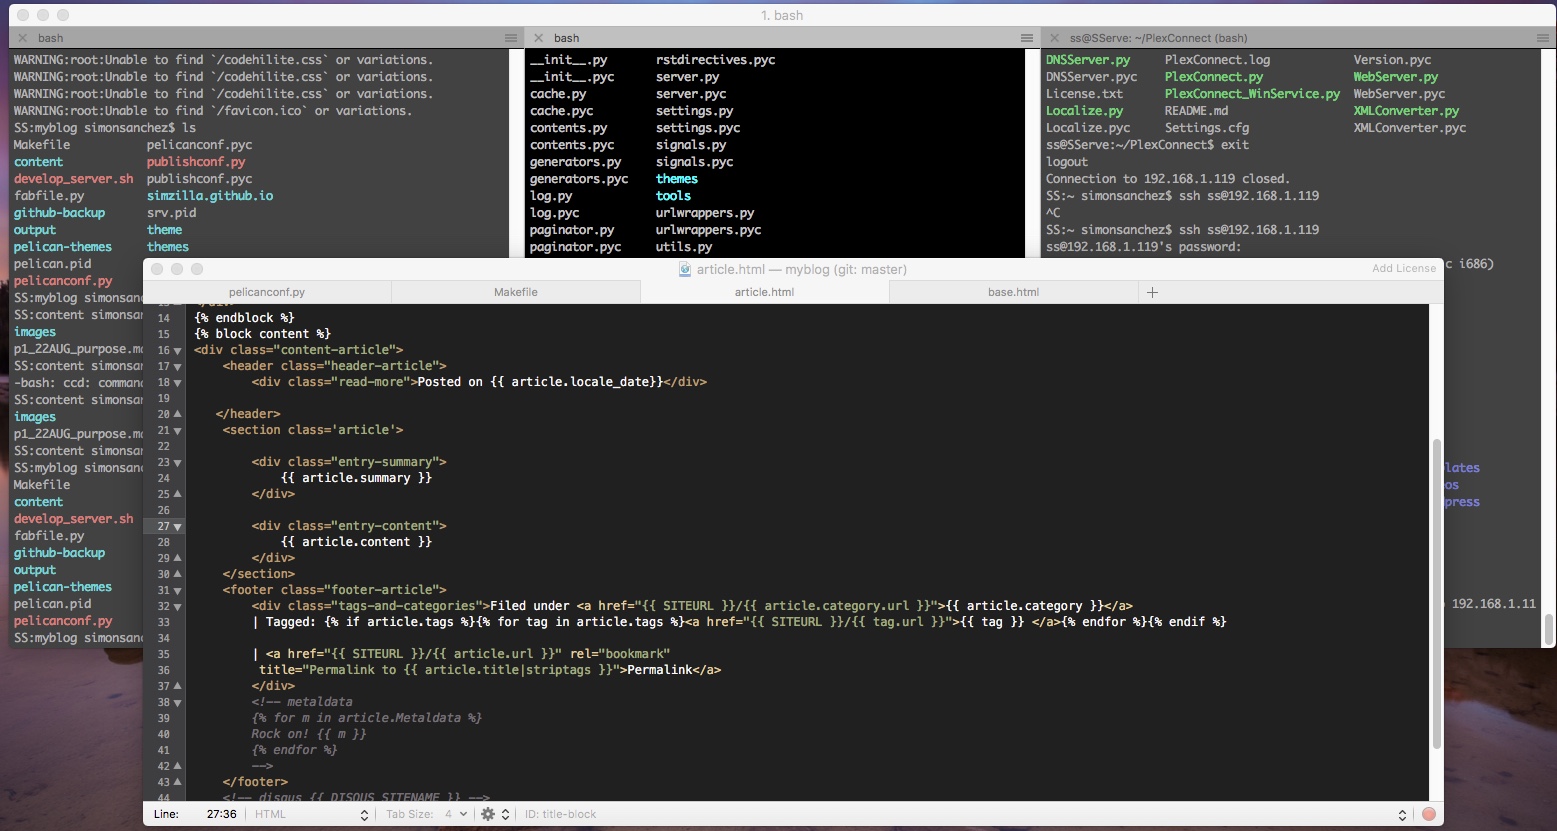 1. bash
bash
WARNING:root:Unable to find `/codehilite.css` or variations.
WARNING:root:Unable to find `/codehilite.css` or variations.
WARNING:root:Unable to find `/codehilite.css` or variations.
WARNING:root:Unable to find `/favicon.ico` or variations.
SS:myblog simonsanchez$ ls
Makefile pelicanconf.pyc
content publishconf.py
develop_server.sh publishconf.pyc
fabfile.py simzilla.github.io
github-backup srv.pid
output theme
pelican-themes themes
pelican.pid
pelicanconf.py
SS:myblog simonsan
SS:content simonsa
images
p1_22AUG_purpose.m
SS:content simonsa
-bash: ccd: comman
SS:content simonsa
images
p1_22AUG_purpose.m
SS:content simonsa
SS:myblog simonsan
Makefile
content
develop_server.sh
fabfile.py
github-backup
output
pelican-themes
pelican.pid
pelicanconf.py
SS:myblog simonsan
bash
__init__.py rstdirectives.pyc
__init__.pyc server.py
cache.py server.pyc
cache.pyc settings.py
contents.py settings.pyc
contents.pyc signals.py
generators.py signals.pyc
generators.pyc themes
log.py tools
log.pyc urlwrappers.py
paginator.py urlwrappers.pyc
paginator.pyc utils.py
ss@SServe: ~/PlexConnect (bash)
DNSServer.py PlexConnect.log Version.pyc
DNSServer.pyc PlexConnect.py WebServer.py
License.txt PlexConnect_WinService.py WebServer.pyc
Localize.py README.md XMLConverter.py
Localize.pyc Settings.cfg XMLConverter.pyc
ss@SServe:~/PlexConnect$ exit
logout
Connection to 192.168.1.119 closed.
SS:~ simonsanchez$ ssh ss@192.168.1.119
^C
SS:~ simonsanchez$ ssh ss@192.168.1.119
ss@192.168.1.119's password:
c i686)
lates
os
press
192.168.1.11
article.html — myblog (git: master)
Add License
pelicanconf.py Makefile article.html base.html +
14 {% endblock %}
15 {% block content %}
16 <div class="content-article">
17 <header class="header-article">
18 <div class="read-more">Posted on {{ article.locale_date}}</div>
19
20 </header>
21 <section class='article'>
22
23 <div class="entry-summary">
24 {{ article.summary }}
25 </div>
26
27 <div class="entry-content">
28 {{ article.content }}
29 </div>
30 </section>
31 <footer class="footer-article">
32 <div class="tags-and-categories">Filed under <a href="{{ SITEURL }}/{{ article.category.url }}">{{ article.category }}</a>
33 | Tagged: {% if article.tags %}{% for tag in article.tags %}<a href="{{ SITEURL }}/{{ tag.url }}">{{ tag }} </a>{% endfor %}{% endif %}
34
35 | <a href="{{ SITEURL }}/{{ article.url }}" rel="bookmark"
36 title="Permalink to {{ article.title|striptags }}">Permalink</a>
37 </div>
38 <!-- metaldata
39 {% for m in article.Metaldata %}
40 Rock on! {{ m }}
41 {% endfor %}
42 -->
43 </footer>
44 <!-- disqus {{ DISQUS_SITENAME }} -->
Line: 27:36 HTML Tab Size: 4 ID: title-block